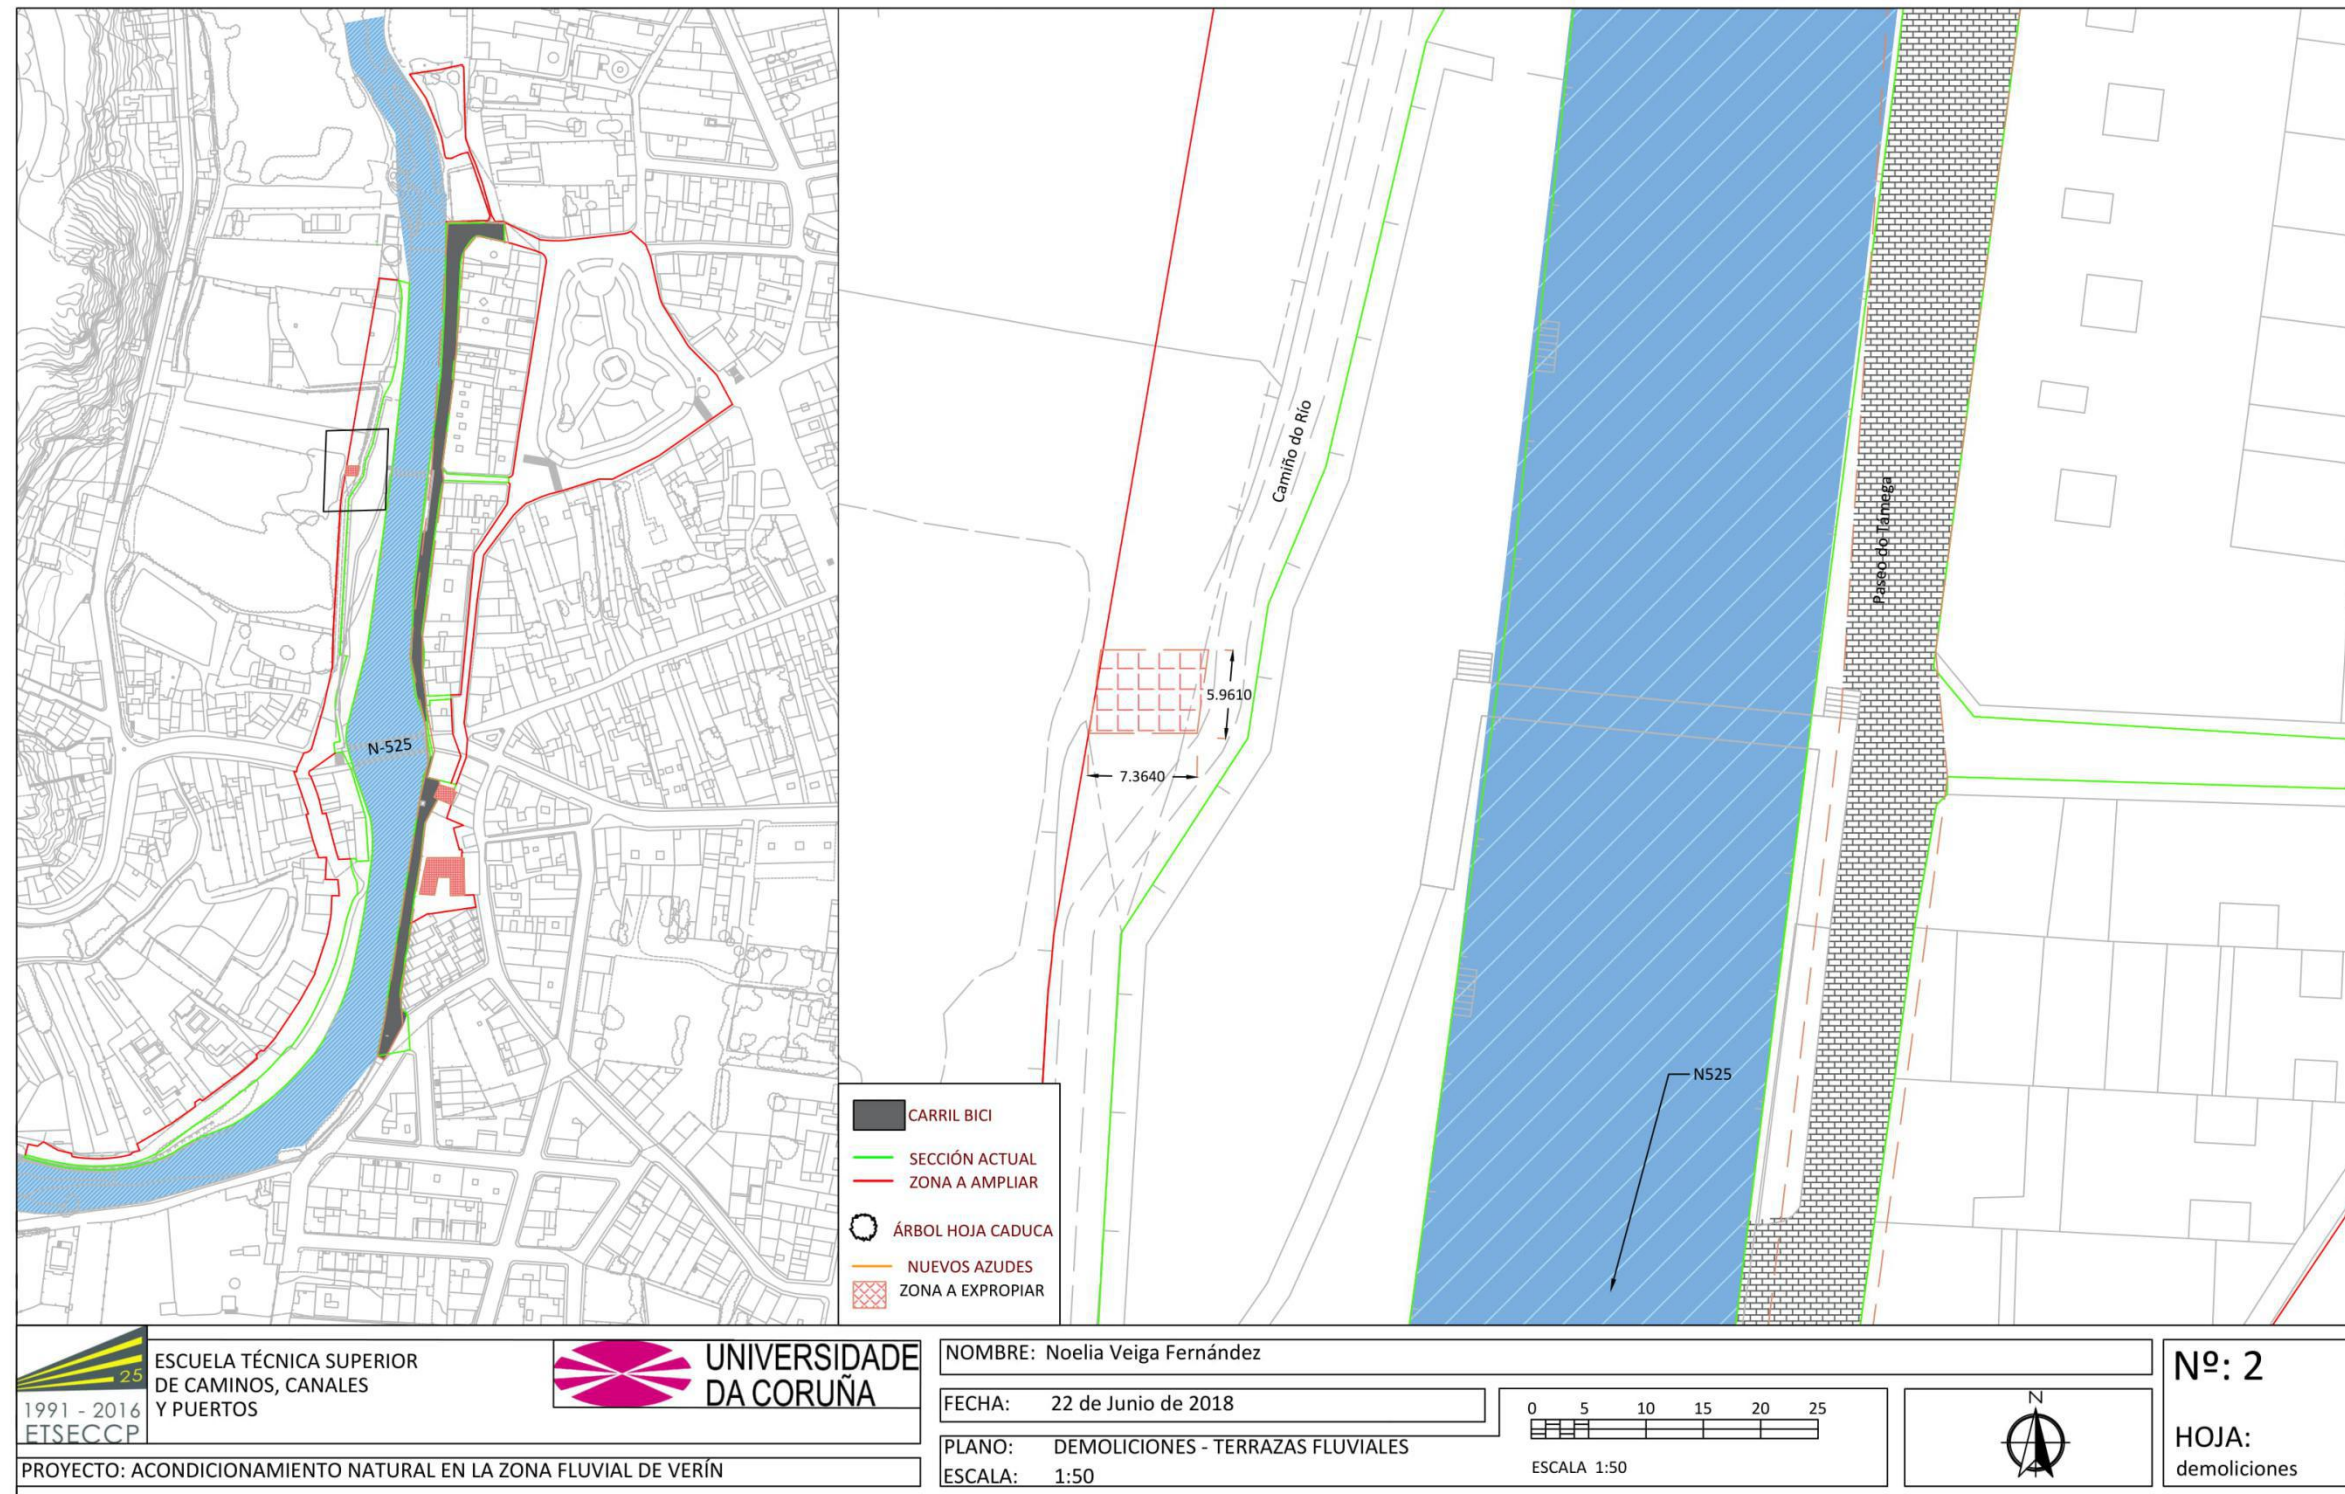 N-525
Camiño do Río
Paseo do Támega
5.9610
7.3640
N525
CARRIL BICI
SECCIÓN ACTUAL
ZONA A AMPLIAR
ÁRBOL HOJA CADUCA
NUEVOS AZUDES
ZONA A EXPROPIAR
25
1991 - 2016
ETSECCP
ESCUELA TÉCNICA SUPERIOR
DE CAMINOS, CANALES
Y PUERTOS
UNIVERSIDADE
DA CORUÑA
PROYECTO: ACONDICIONAMIENTO NATURAL EN LA ZONA FLUVIAL DE VERÍN
NOMBRE: Noelia Veiga Fernández
FECHA: 22 de Junio de 2018
PLANO: DEMOLICIONES - TERRAZAS FLUVIALES
ESCALA: 1:50
0 5 10 15 20 25
ESCALA 1:50
N
Nº: 2
HOJA:
demoliciones